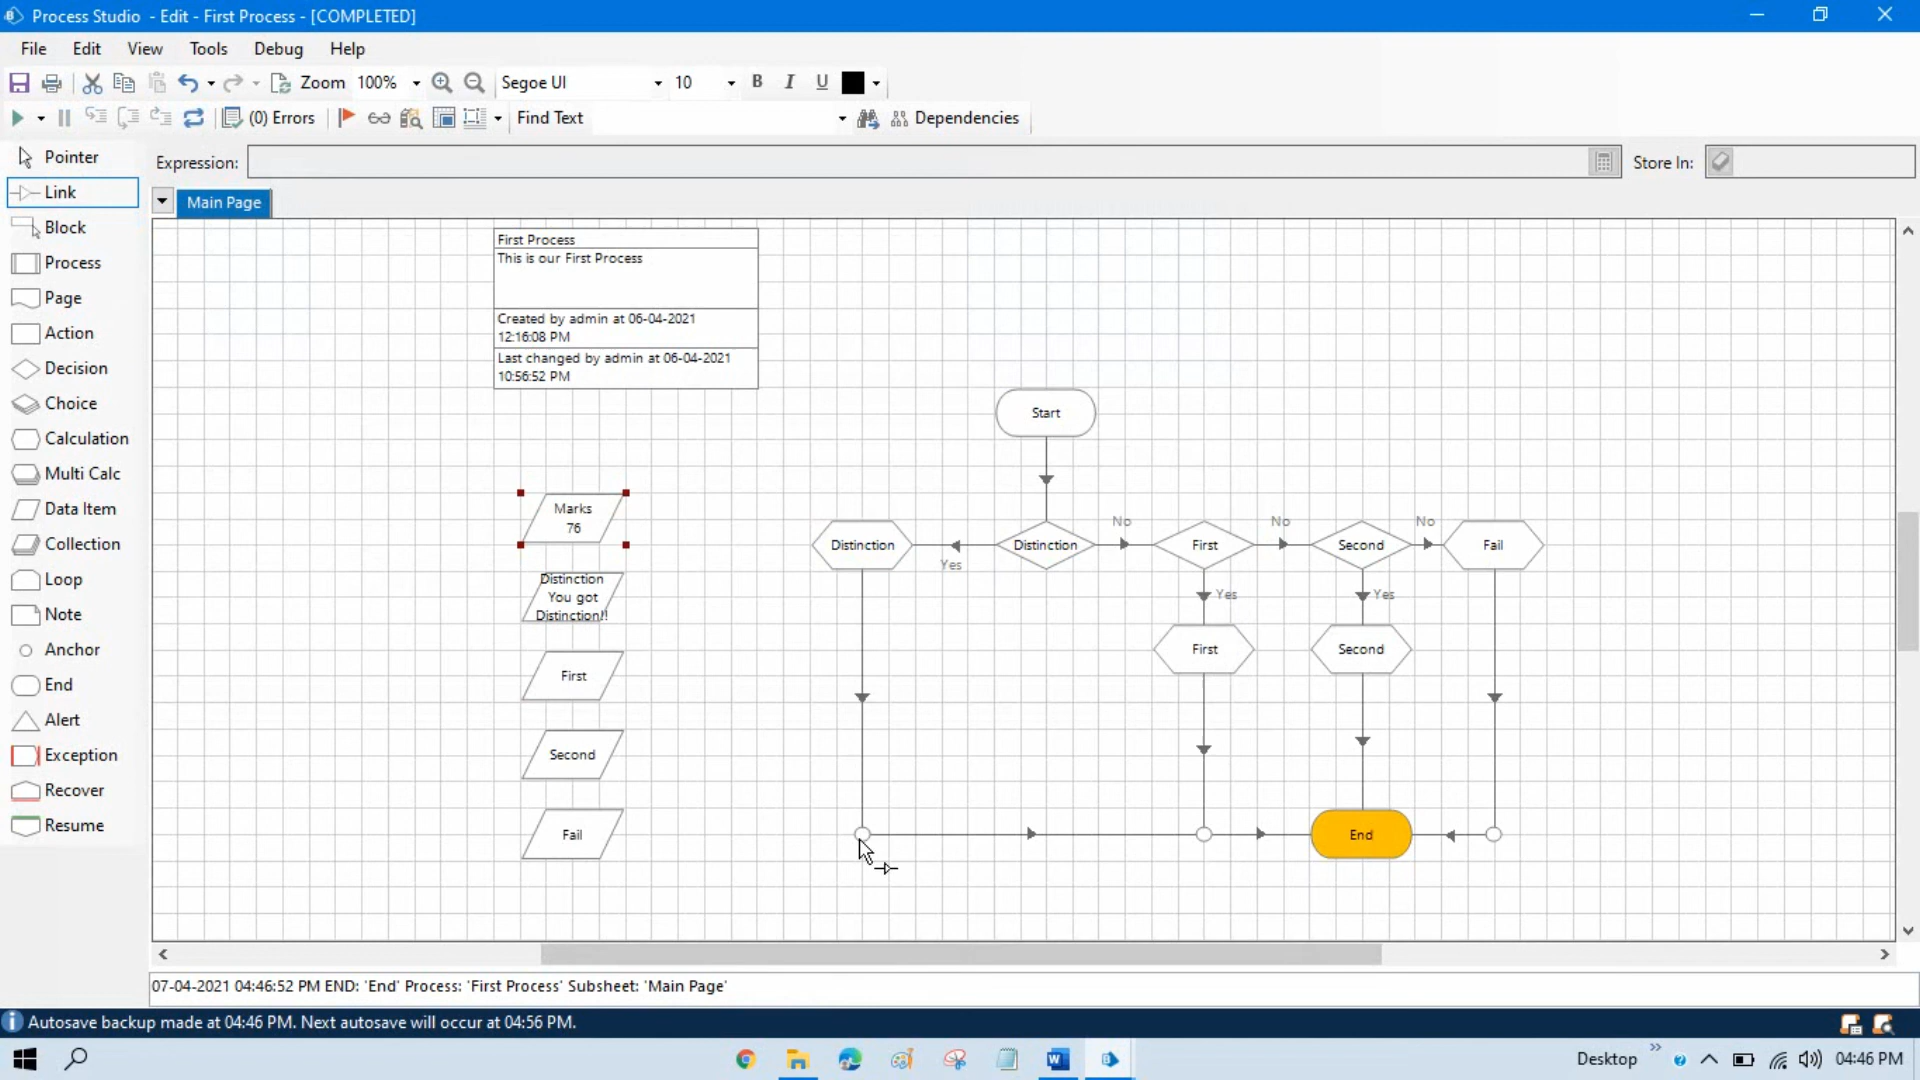 Process Studio - Edit - First Process - [COMPLETED]
File Edit View Tools Debug Help
Zoom 100% Segoe UI 10 B I U
(0) Errors Find Text Dependencies
Pointer
Link
Block
Process
Page
Action
Decision
Choice
Calculation
Multi Calc
Data Item
Collection
Loop
Note
Anchor
End
Alert
Exception
Recover
Resume
Expression: Store In:
Main Page
First Process
This is our First Process
Created by admin at 06-04-2021
12:16:08 PM
Last changed by admin at 06-04-2021
10:56:52 PM
Start
Marks
76
Distinction
You got
Distinction!!
First
Second
Fail
Distinction Yes Distinction No First No Second No Fail
Yes Yes
First Second
End
07-04-2021 04:46:52 PM END: 'End' Process: 'First Process' Subsheet: 'Main Page'
Autosave backup made at 04:46 PM. Next autosave will occur at 04:56 PM.
Desktop 04:46 PM